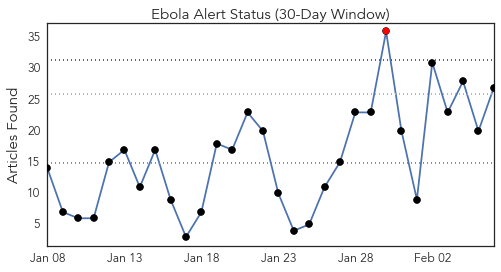 Ebola Alert Status (30-Day Window)
Articles Found
35
30
25
20
15
10
5
Jan 08
Jan 13
Jan 18
Jan 23
Jan 28
Feb 02